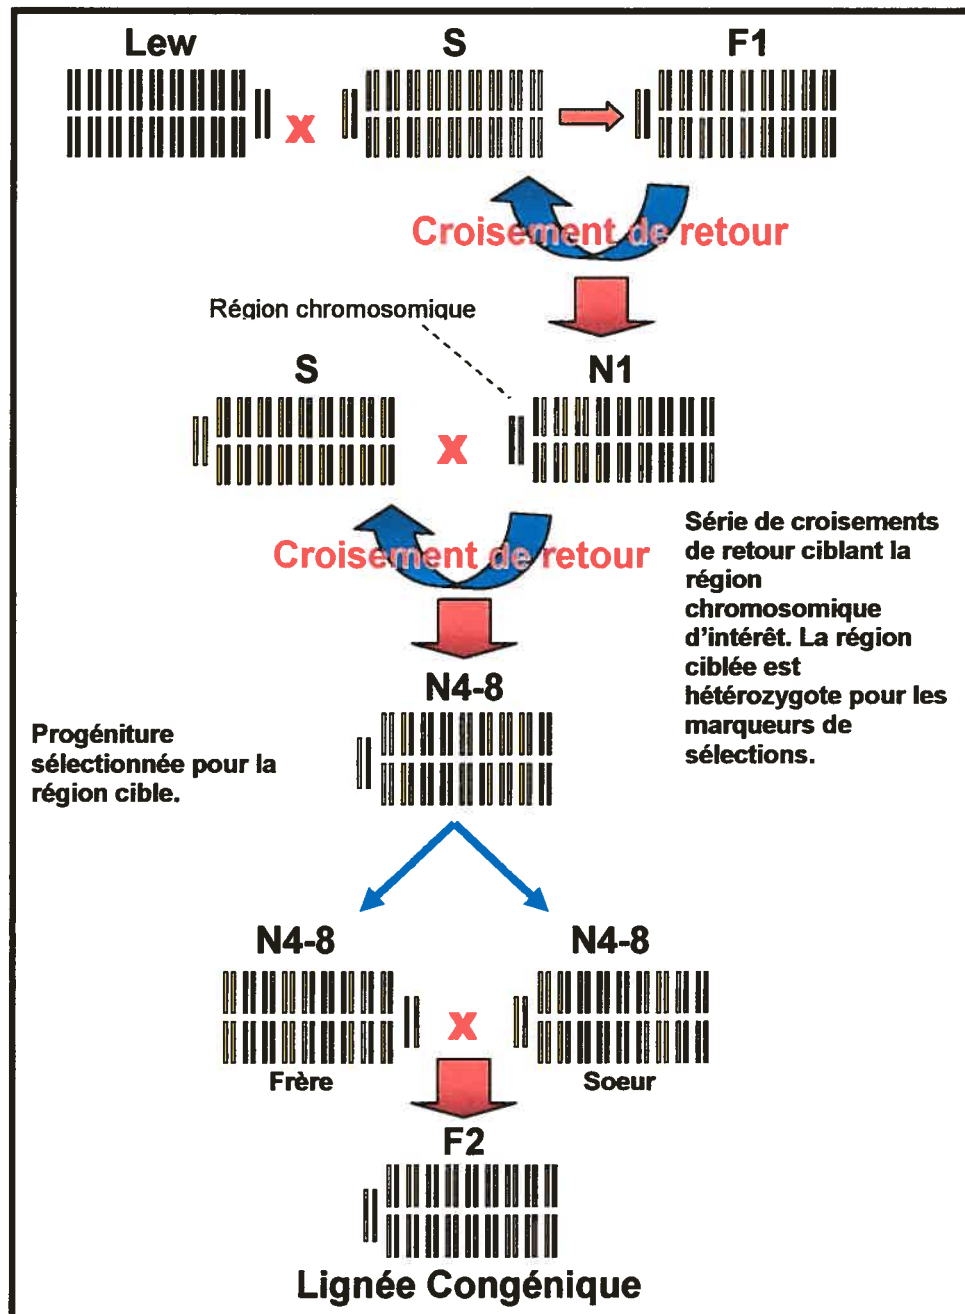 Lew
S
F1
x
Croisement de retour
Région chromosomique
S
N1
x
Croisement de retour
Série de croisements
de retour ciblant la
région
chromosomique
d'intérêt. La région
ciblée est
hétérozygote pour les
marqueurs de
sélections.
N4-8
Progéniture
sélectionnée pour la
région cible.
N4-8
N4-8
x
Frère
Soeur
F2
Lignée Congénique